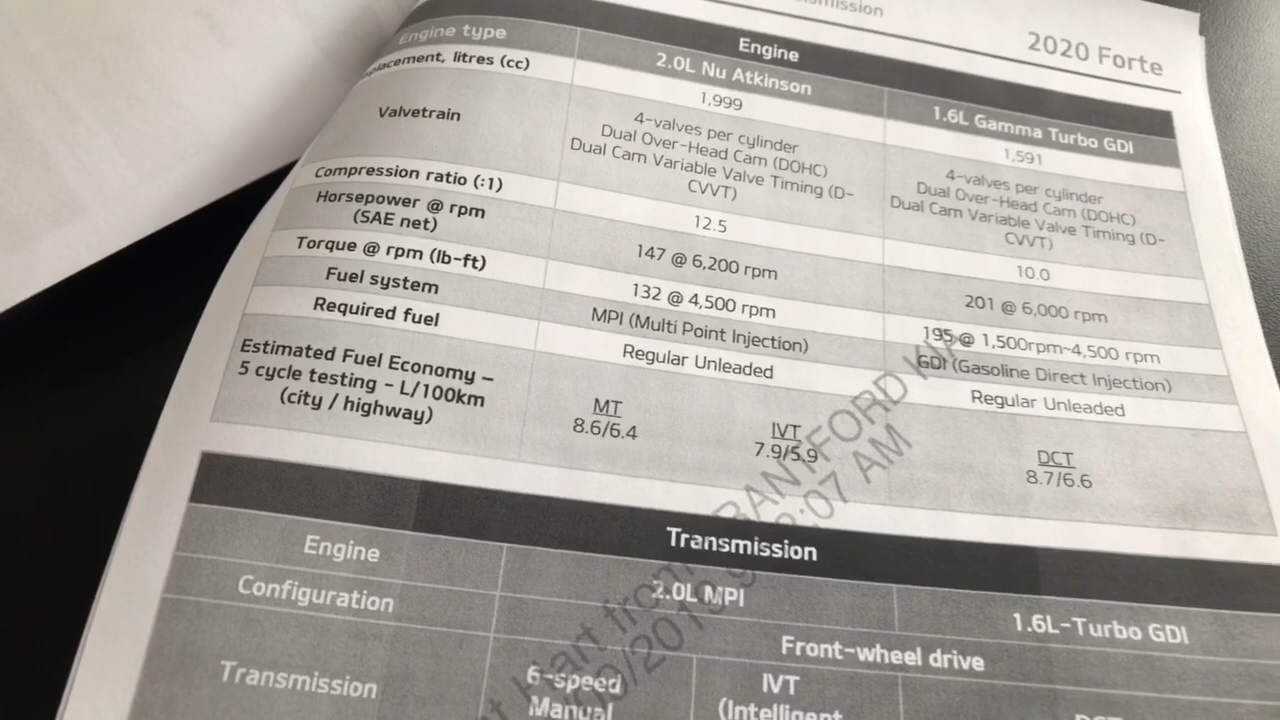 2020 Forte
Engine
Engine type
2.0L Nu Atkinson
1.6L Gamma Turbo GDI
litres (cc)
1,999
1,591
Valvetrain
4-valves per cylinder
Dual Over-Head Cam (DOHC)
Dual Cam Variable Valve Timing (D-
CVVT)
4-valves per cylinder
Dual Over-Head Cam (DOHC)
Dual Cam Variable Valve Timing (D-
CVVT)
Compression ratio (:1)
12.5
10.0
Horsepower @ rpm
(SAE net)
147 @ 6,200 rpm
201 @ 6,000 rpm
Torque @ rpm (lb-ft)
132 @ 4,500 rpm
195 @ 1,500rpm~4,500 rpm
Fuel system
MPI (Multi Point Injection)
GDI (Gasoline Direct Injection)
Required fuel
Regular Unleaded
Regular Unleaded
Estimated Fuel Economy –
5 cycle testing - L/100km
(city / highway)
MT
8.6/6.4
IVT
7.9/5.9
DCT
8.7/6.6
Transmission
Engine
2.0L MPI
1.6L-Turbo GDI
Configuration
Front-wheel drive
Transmission
6-speed
Manual
IVT
(Intelligent
from
AM